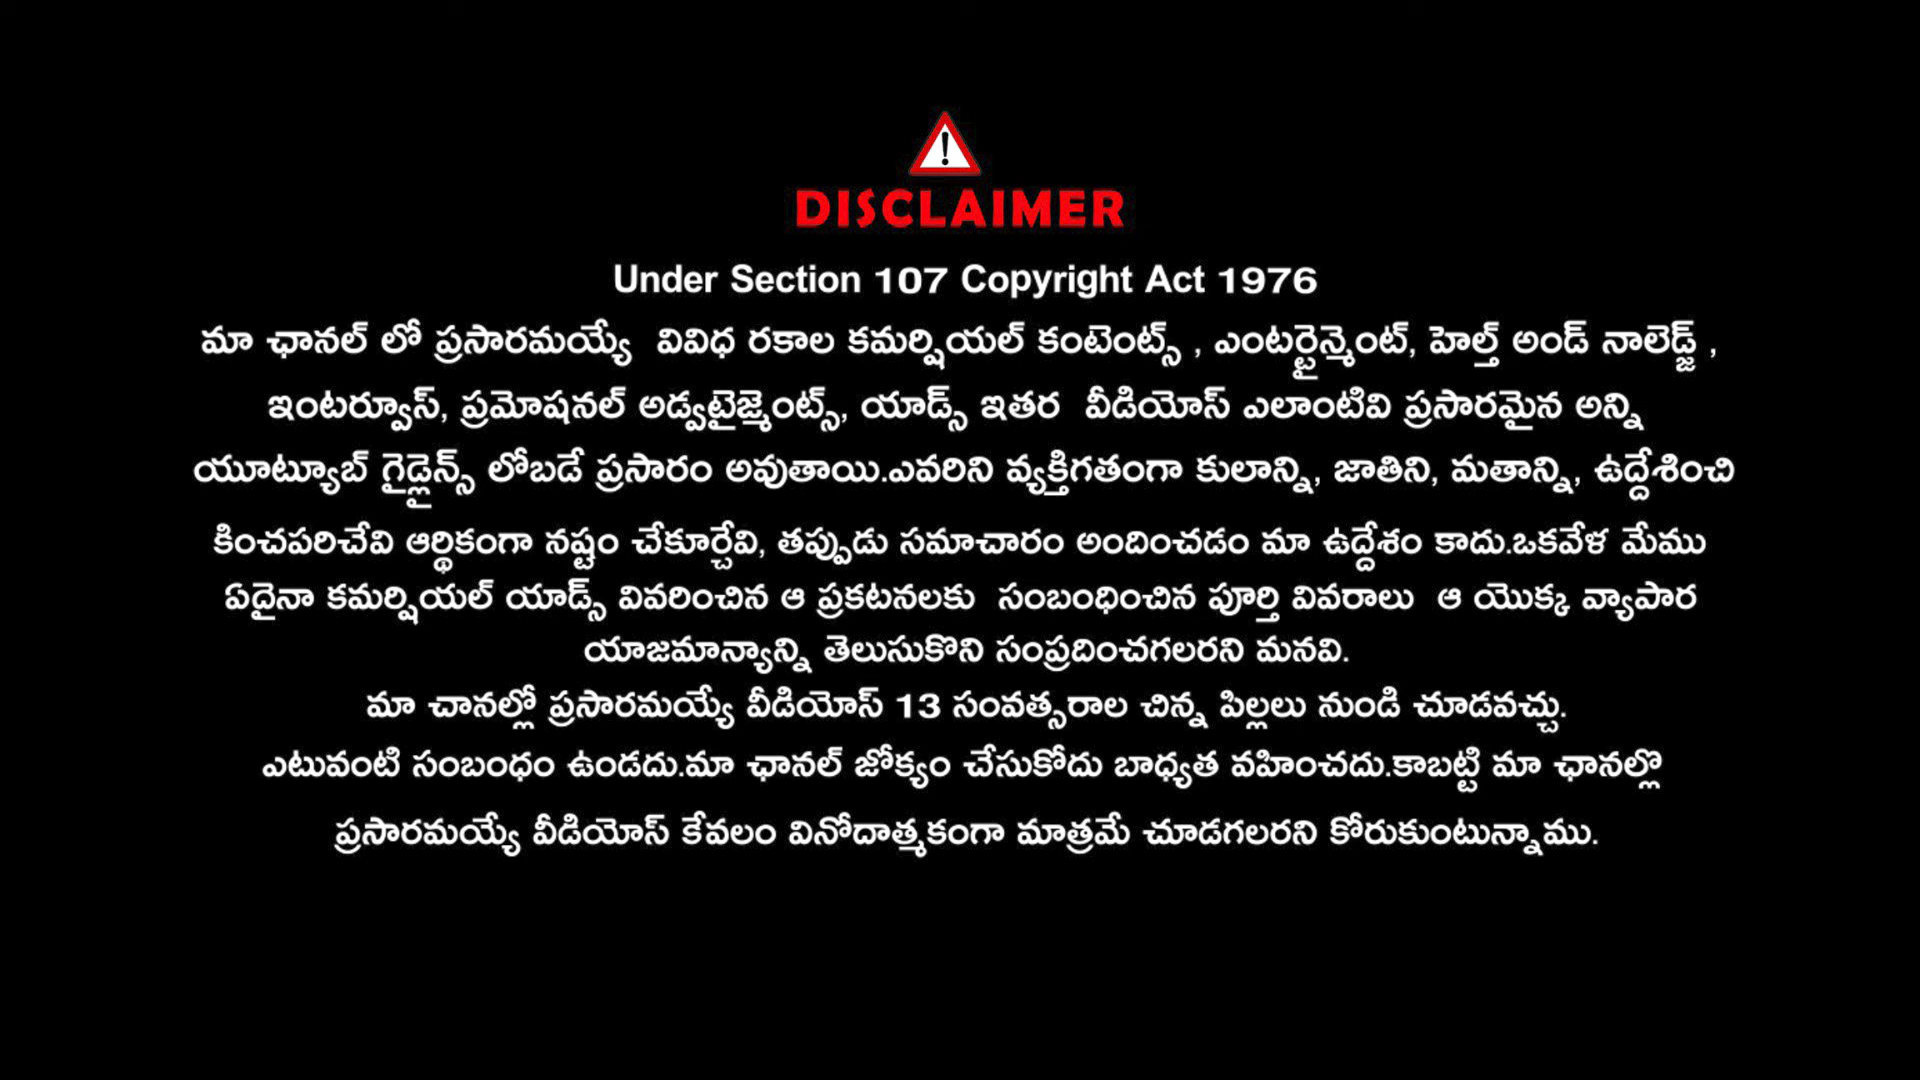 DISCLAIMER
Under Section 107 Copyright Act 1976
మా ఛానల్ లో ప్రసారమయ్యే వివిధ రకాల కమర్షియల్ కంటెంట్స్ , ఎంటర్టైన్మెంట్, హెల్త్ అండ్ నాలెడ్జ్ ,
ఇంటర్వ్యూస్, ప్రమోషనల్ అడ్వటైజ్మెంట్స్, యాడ్స్ ఇతర వీడియోస్ ఎలాంటివి ప్రసారమైన అన్ని
యూట్యూబ్ గైడ్లైన్స్ లోబడే ప్రసారం అవుతాయి.ఎవరిని వ్యక్తిగతంగా కులాన్ని, జాతిని, మతాన్ని, ఉద్దేశించి
కించపరిచేవి ఆర్థికంగా నష్టం చేకూర్చేవి, తప్పుడు సమాచారం అందించడం మా ఉద్దేశం కాదు.ఒకవేళ మేము
ఏదైనా కమర్షియల్ యాడ్స్ వివరించిన ఆ ప్రకటనలకు సంబంధించిన పూర్తి వివరాలు ఆ యొక్క వ్యాపార
యాజమాన్యాన్ని తెలుసుకొని సంప్రదించగలరని మనవి.
మా చానల్లో ప్రసారమయ్యే వీడియోస్ 13 సంవత్సరాల చిన్న పిల్లలు నుండి చూడవచ్చు.
ఎటువంటి సంబంధం ఉండదు.మా ఛానల్ జోక్యం చేసుకోదు బాధ్యత వహించదు.కాబట్టి మా ఛానల్లొ
ప్రసారమయ్యే వీడియోస్ కేవలం వినోదాత్మకంగా మాత్రమే చూడగలరని కోరుకుంటున్నాము.